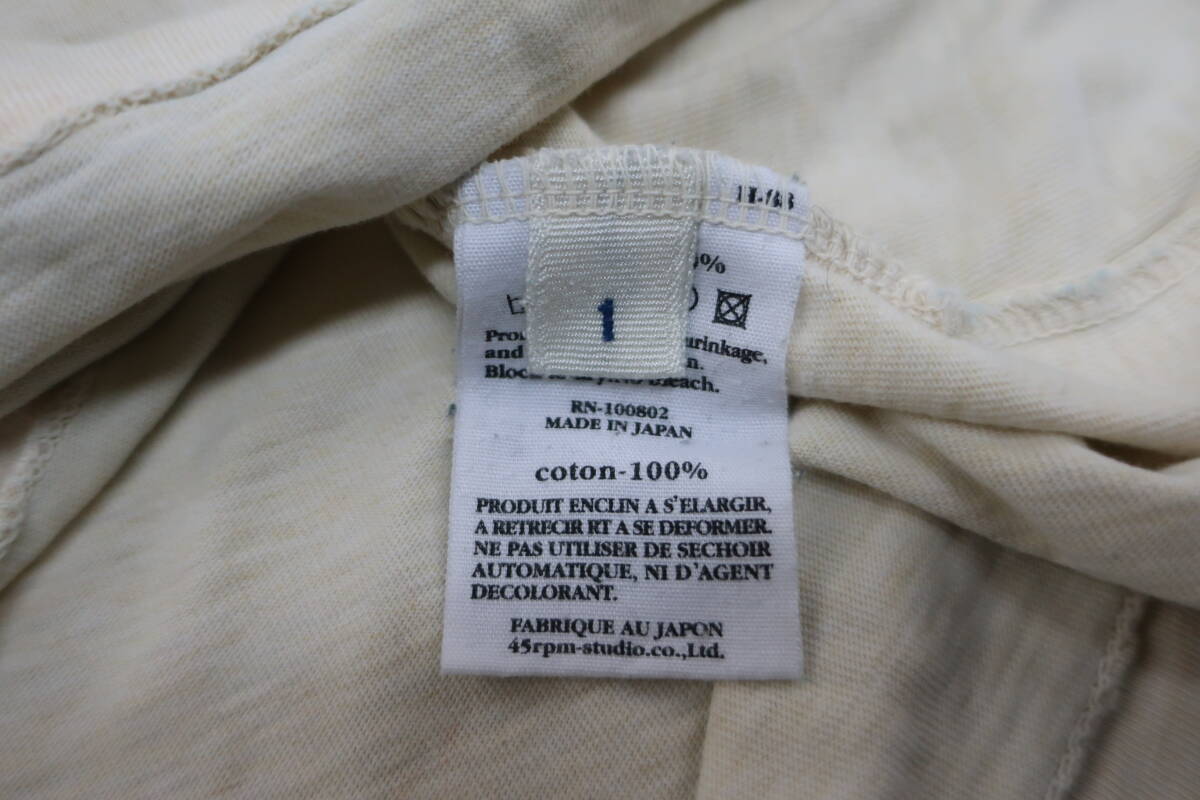 1
and
RN-100802
MADE IN JAPAN
coton-100%
PRODUIT ENCLIN A S'ELARGIR,
A RETRECIR RT A SE DEFORMER.
NE PAS UTILISER DE SECHOIR
AUTOMATIQUE, NI D'AGENT
DECOLORANT.
FABRIQUE AU JAPON
45rpm-studio.co.,Ltd.